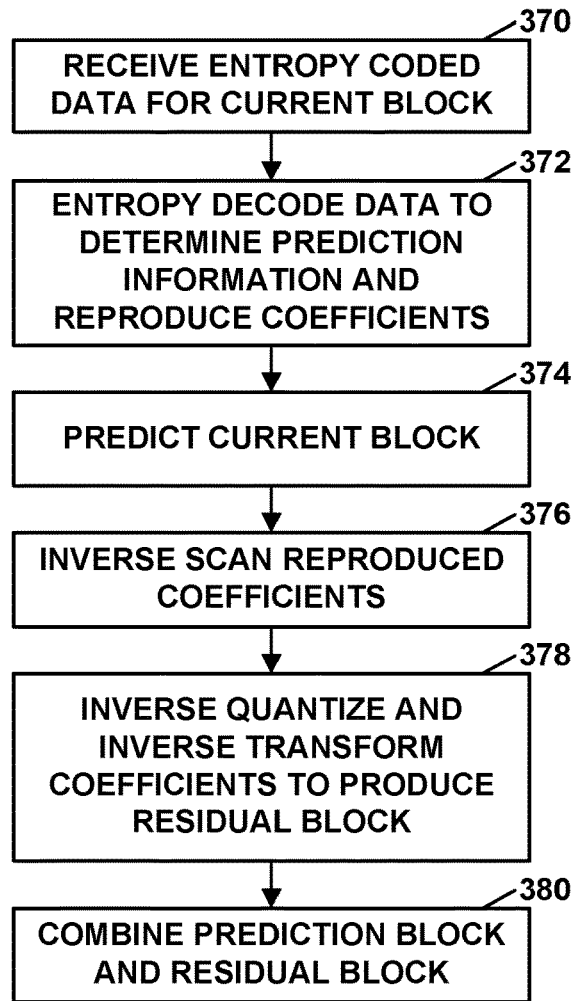 370
RECEIVE ENTROPY CODED
DATA FOR CURRENT BLOCK
372
ENTROPY DECODE DATA TO
DETERMINE PREDICTION
INFORMATION AND
REPRODUCE COEFFICIENTS
374
PREDICT CURRENT BLOCK
376
INVERSE SCAN REPRODUCED
COEFFICIENTS
378
INVERSE QUANTIZE AND
INVERSE TRANSFORM
COEFFICIENTS TO PRODUCE
RESIDUAL BLOCK
380
COMBINE PREDICTION BLOCK
AND RESIDUAL BLOCK